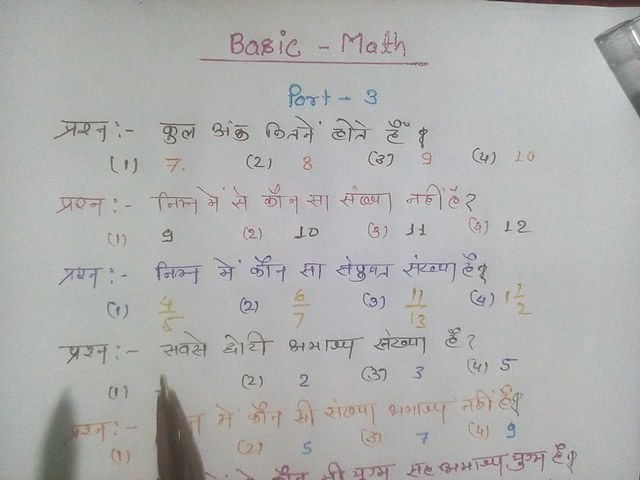 Basic - Math
Part - 3
प्रश्न :- कुल अंक कितने होते हैं?
(1) 7. (2) 8 (3) 9 (4) 10
प्रश्न :- निम्न में से कौन सा संख्या नहीं है?
(1) 9 (2) 10 (3) 11 (4) 12
प्रश्न :- निम्न में कौन सा संयुक्त संख्या है?
(1) 4/5 (2) 6/7 (3) 11/13 (4) 1 1/2
प्रश्न :- सबसे छोटी अभाज्य संख्या है?
(1) (2) 2 (3) 3 (4) 5
प्रश्न :- में कौन सी संख्या अभाज्य नहीं है?
(1) (2) 5 (3) 7 (4) 9
कौन सी युग्म सह अभाज्य युग्म है?